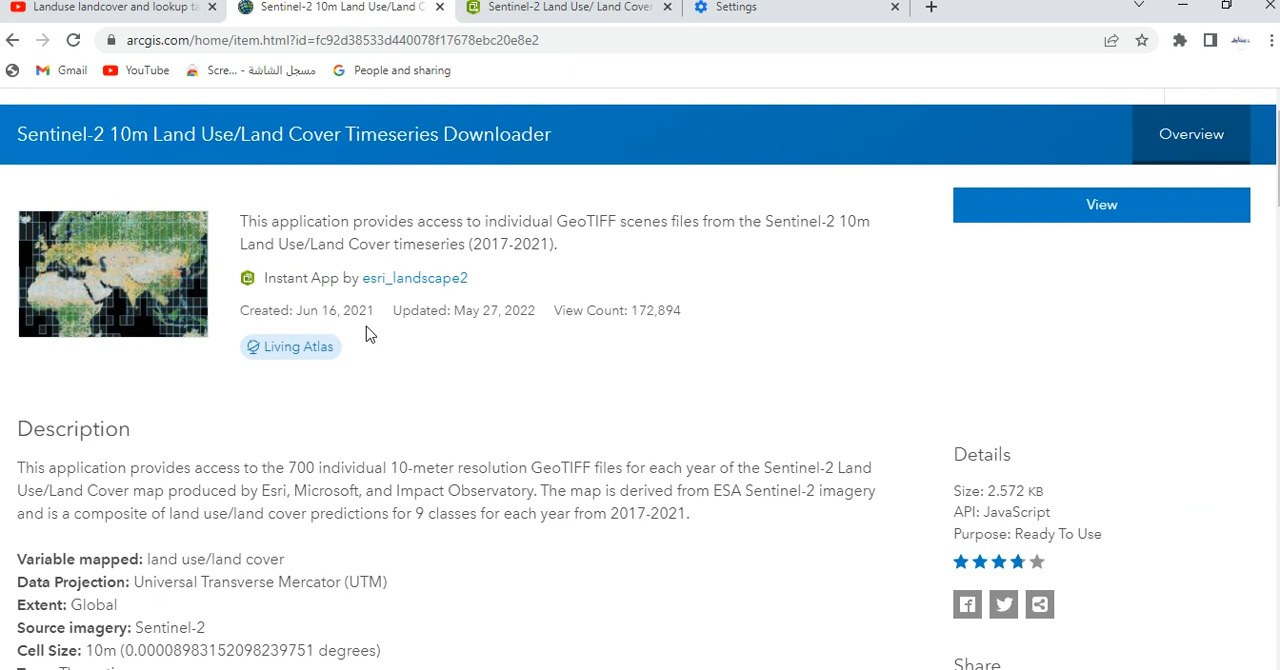 Landuse landcover and lookup ta
Sentinel-2 10m Land Use/Land C
Sentinel-2 Land Use/ Land Cover
Settings
arcgis.com/home/item.html?id=fc92d38533d440078f17678ebc20e8e2
Gmail
YouTube
Scre... - مسجل الشاشة
People and sharing
Sentinel-2 10m Land Use/Land Cover Timeseries Downloader
Overview
This application provides access to individual GeoTIFF scenes files from the Sentinel-2 10m
Land Use/Land Cover timeseries (2017-2021).
View
Instant App by esri_landscape2
Created: Jun 16, 2021 Updated: May 27, 2022 View Count: 172,894
Living Atlas
Description
This application provides access to the 700 individual 10-meter resolution GeoTIFF files for each year of the Sentinel-2 Land
Use/Land Cover map produced by Esri, Microsoft, and Impact Observatory. The map is derived from ESA Sentinel-2 imagery
and is a composite of land use/land cover predictions for 9 classes for each year from 2017-2021.
Variable mapped: land use/land cover
Data Projection: Universal Transverse Mercator (UTM)
Extent: Global
Source imagery: Sentinel-2
Cell Size: 10m (0.00008983152098239751 degrees)
Details
Size: 2.572 KB
API: JavaScript
Purpose: Ready To Use
Share